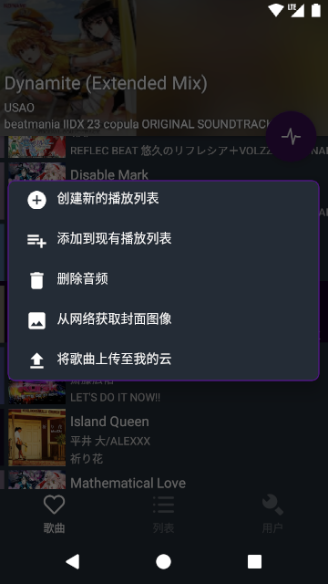 LTE
Dynamite (Extended Mix)
USAO
beatmania IIDX 23 copula ORIGINAL SOUNDTRACK
REFLEC BEAT 悠久のリフレシア+VOLZZ
Disable Mark
创建新的播放列表
添加到现有播放列表
删除音频
从网络获取封面图像
将歌曲上传至我的云
LET'S DO IT NOW!!
Island Queen
平井 大/ALEXXX
祈り花
Mathematical Love
歌曲
列表
用户